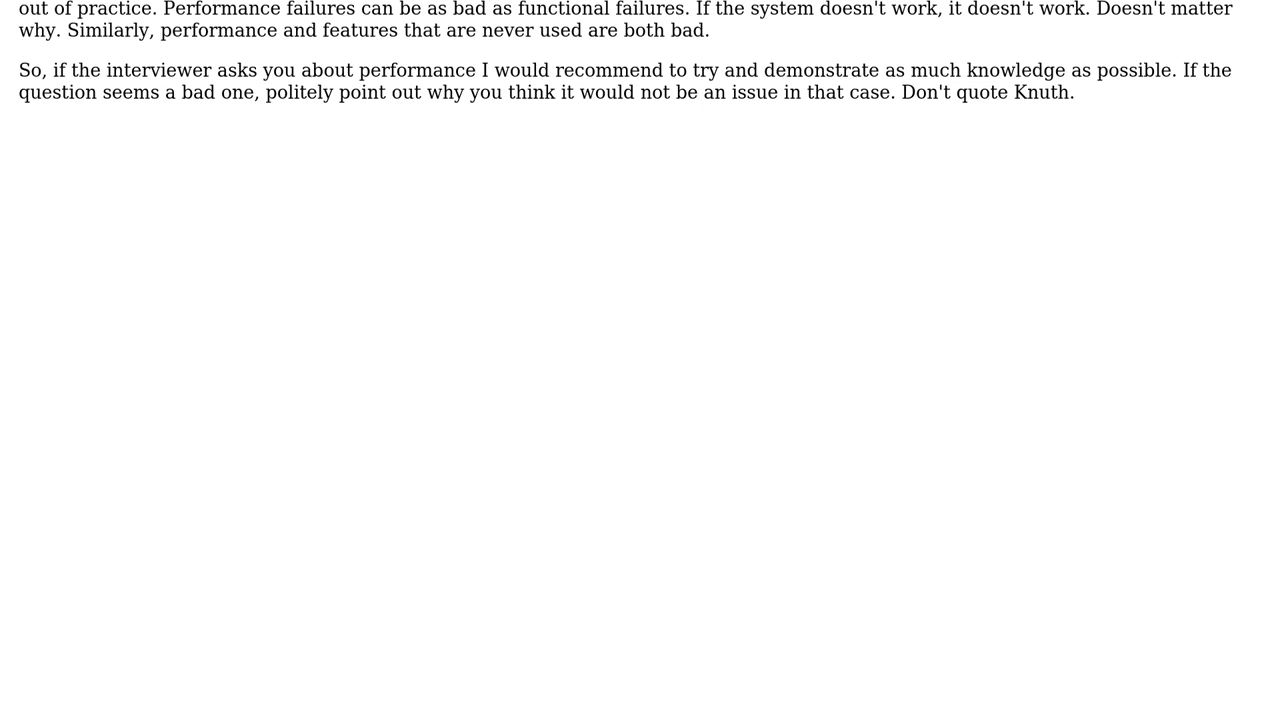 out of practice. Performance failures can be as bad as functional failures. If the system doesn't work, it doesn't work. Doesn't matter
why. Similarly, performance and features that are never used are both bad.
So, if the interviewer asks you about performance I would recommend to try and demonstrate as much knowledge as possible. If the
question seems a bad one, politely point out why you think it would not be an issue in that case. Don't quote Knuth.